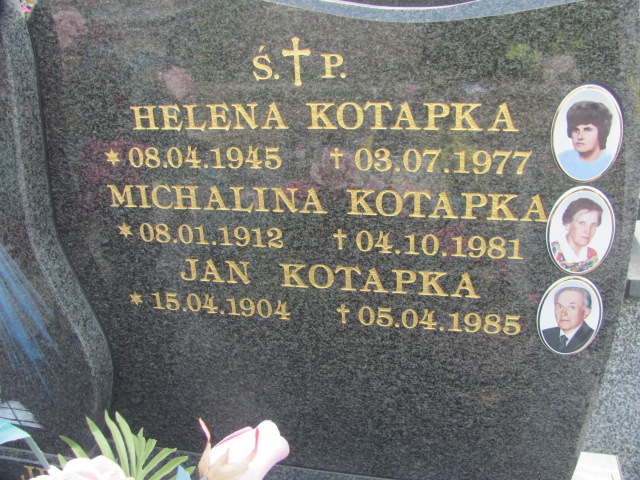 Ś. P.
HELENA KOTAPKA
* 08.04.1945 † 03.07.1977
MICHALINA KOTAPKA
* 08.01.1912 † 04.10.1981
JAN KOTAPKA
* 15.04.1904 † 05.04.1985